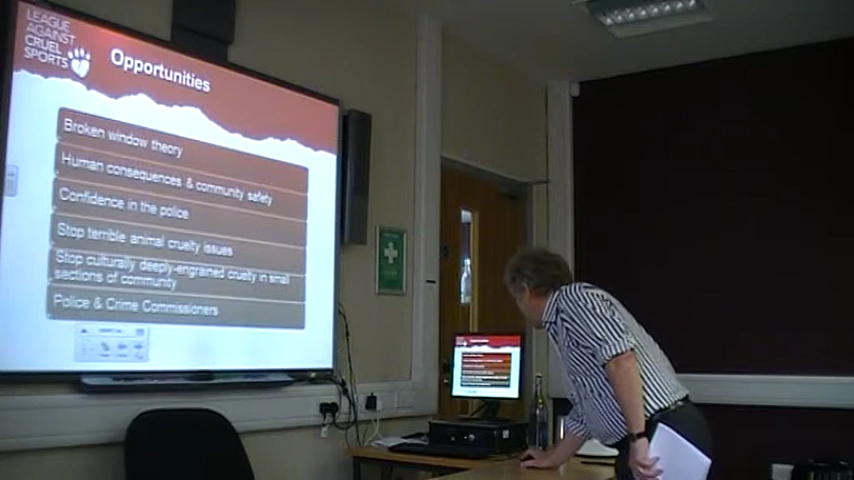 LEAGUE
AGAINST
CRUEL
SPORTS
Opportunities
Broken window theory
Human consequences & community safety
Confidence in the police
Stop terrible animal cruelty issues
Stop culturally deeply-engrained cruelty in small
sections of community
Police & Crime Commissioners